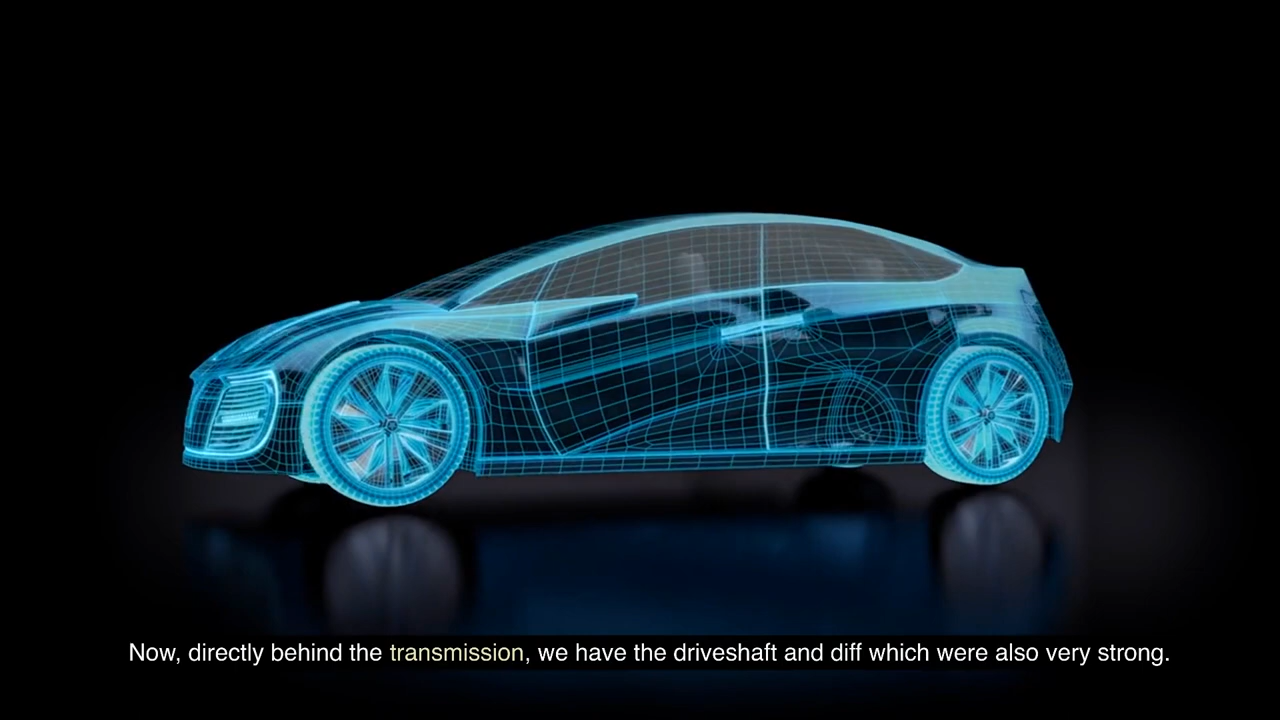 Now, directly behind the transmission, we have the driveshaft and diff which were also very strong.